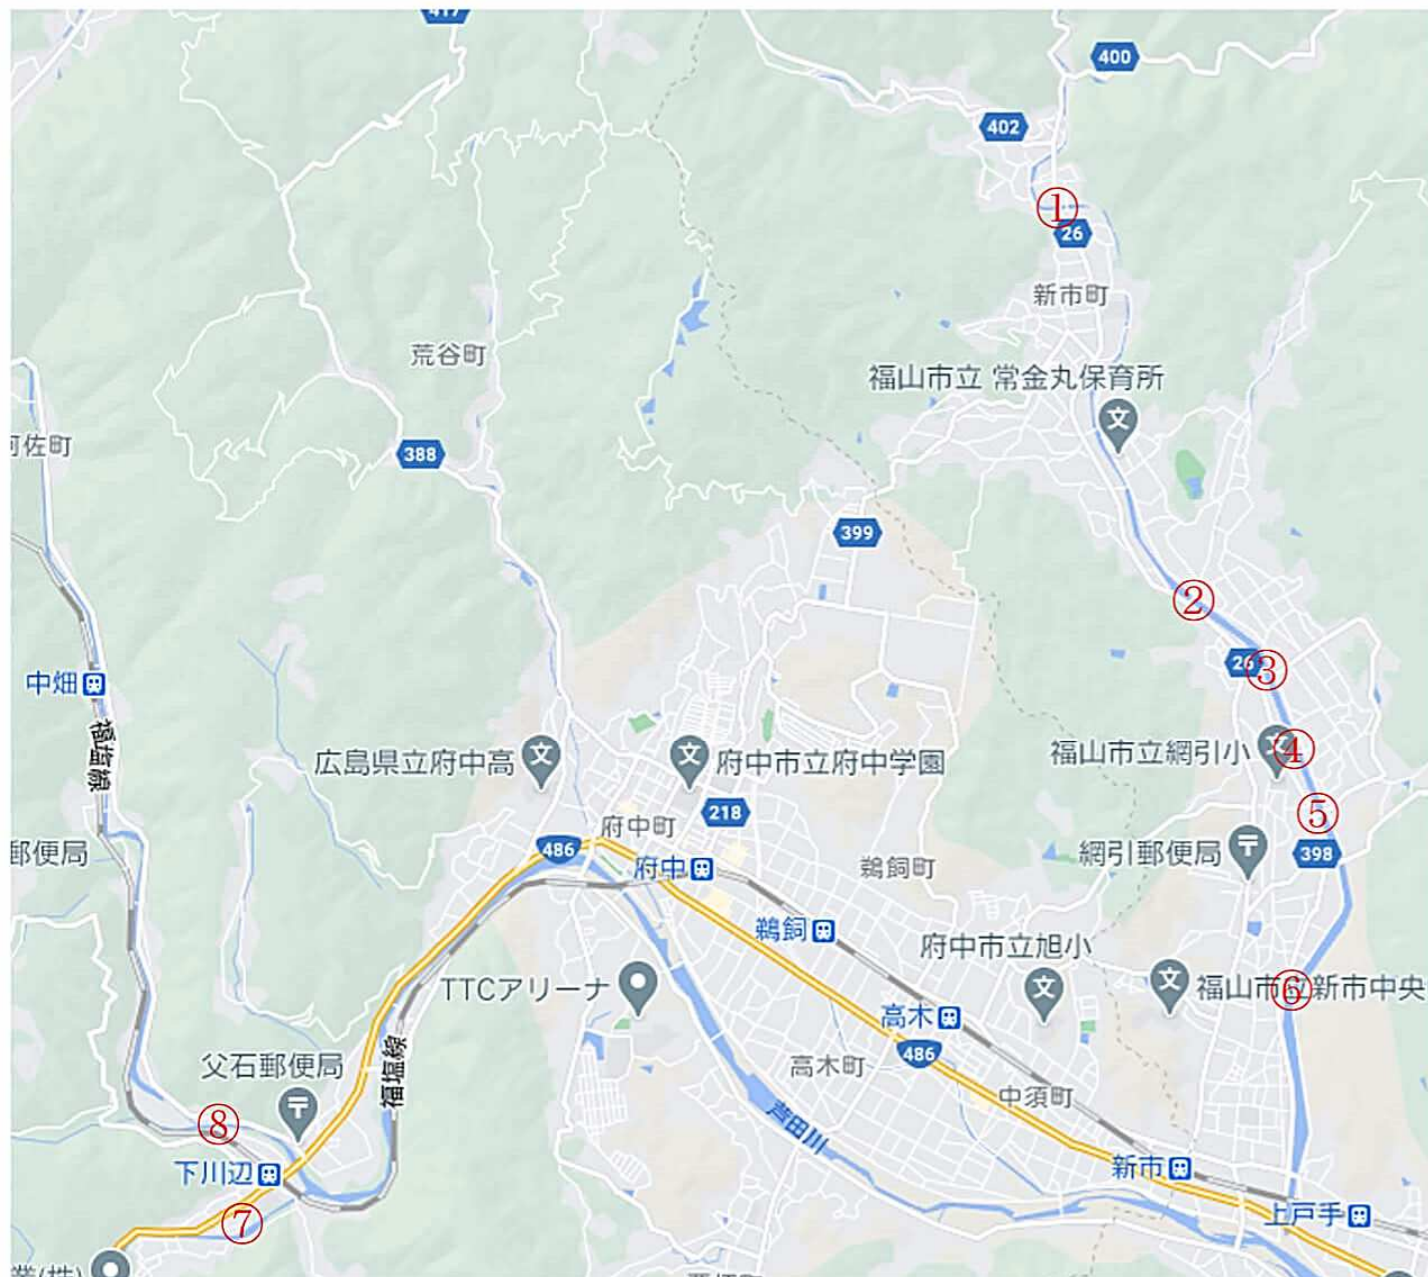 400
402
①
26
新市町
荒谷町
福山市立 常金丸保育所
文
388
399
②
26
③
中畑
福塩線
広島県立府中高
文
文
府中市立府中学園
福山市立網引小
④
218
⑤
府中町
486
郵便局
府中
鵜飼町
網引郵便局
398
鵜飼
府中市立旭小
文
TTCアリーナ
文
福山市立新市中央
⑥
高木
486
福塩線
父石郵便局
高木町
中須町
芦田川
⑧
下川辺
新市
⑦
上戸手